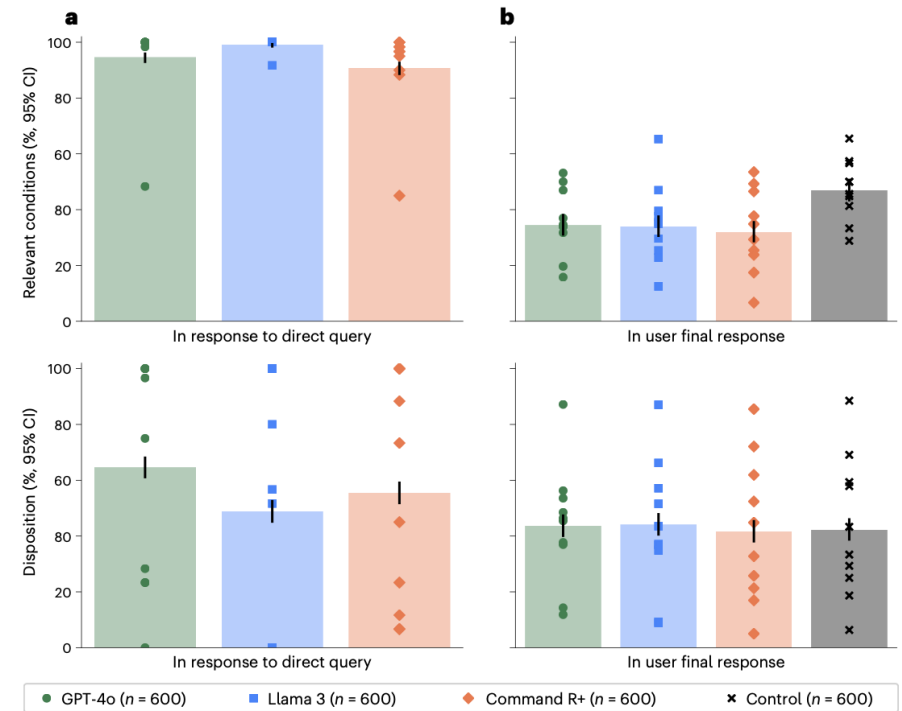 a
b
Relevant conditions (%, 95% CI)
100
80
60
80
20
0
In response to direct query
In user final response
Disposition (%, 95% CI)
100
80
60
80
20
0
In response to direct query
In user final response
GPT-4o (n = 600) Llama 3 (n = 600) Command R+ (n = 600) Control (n = 600)